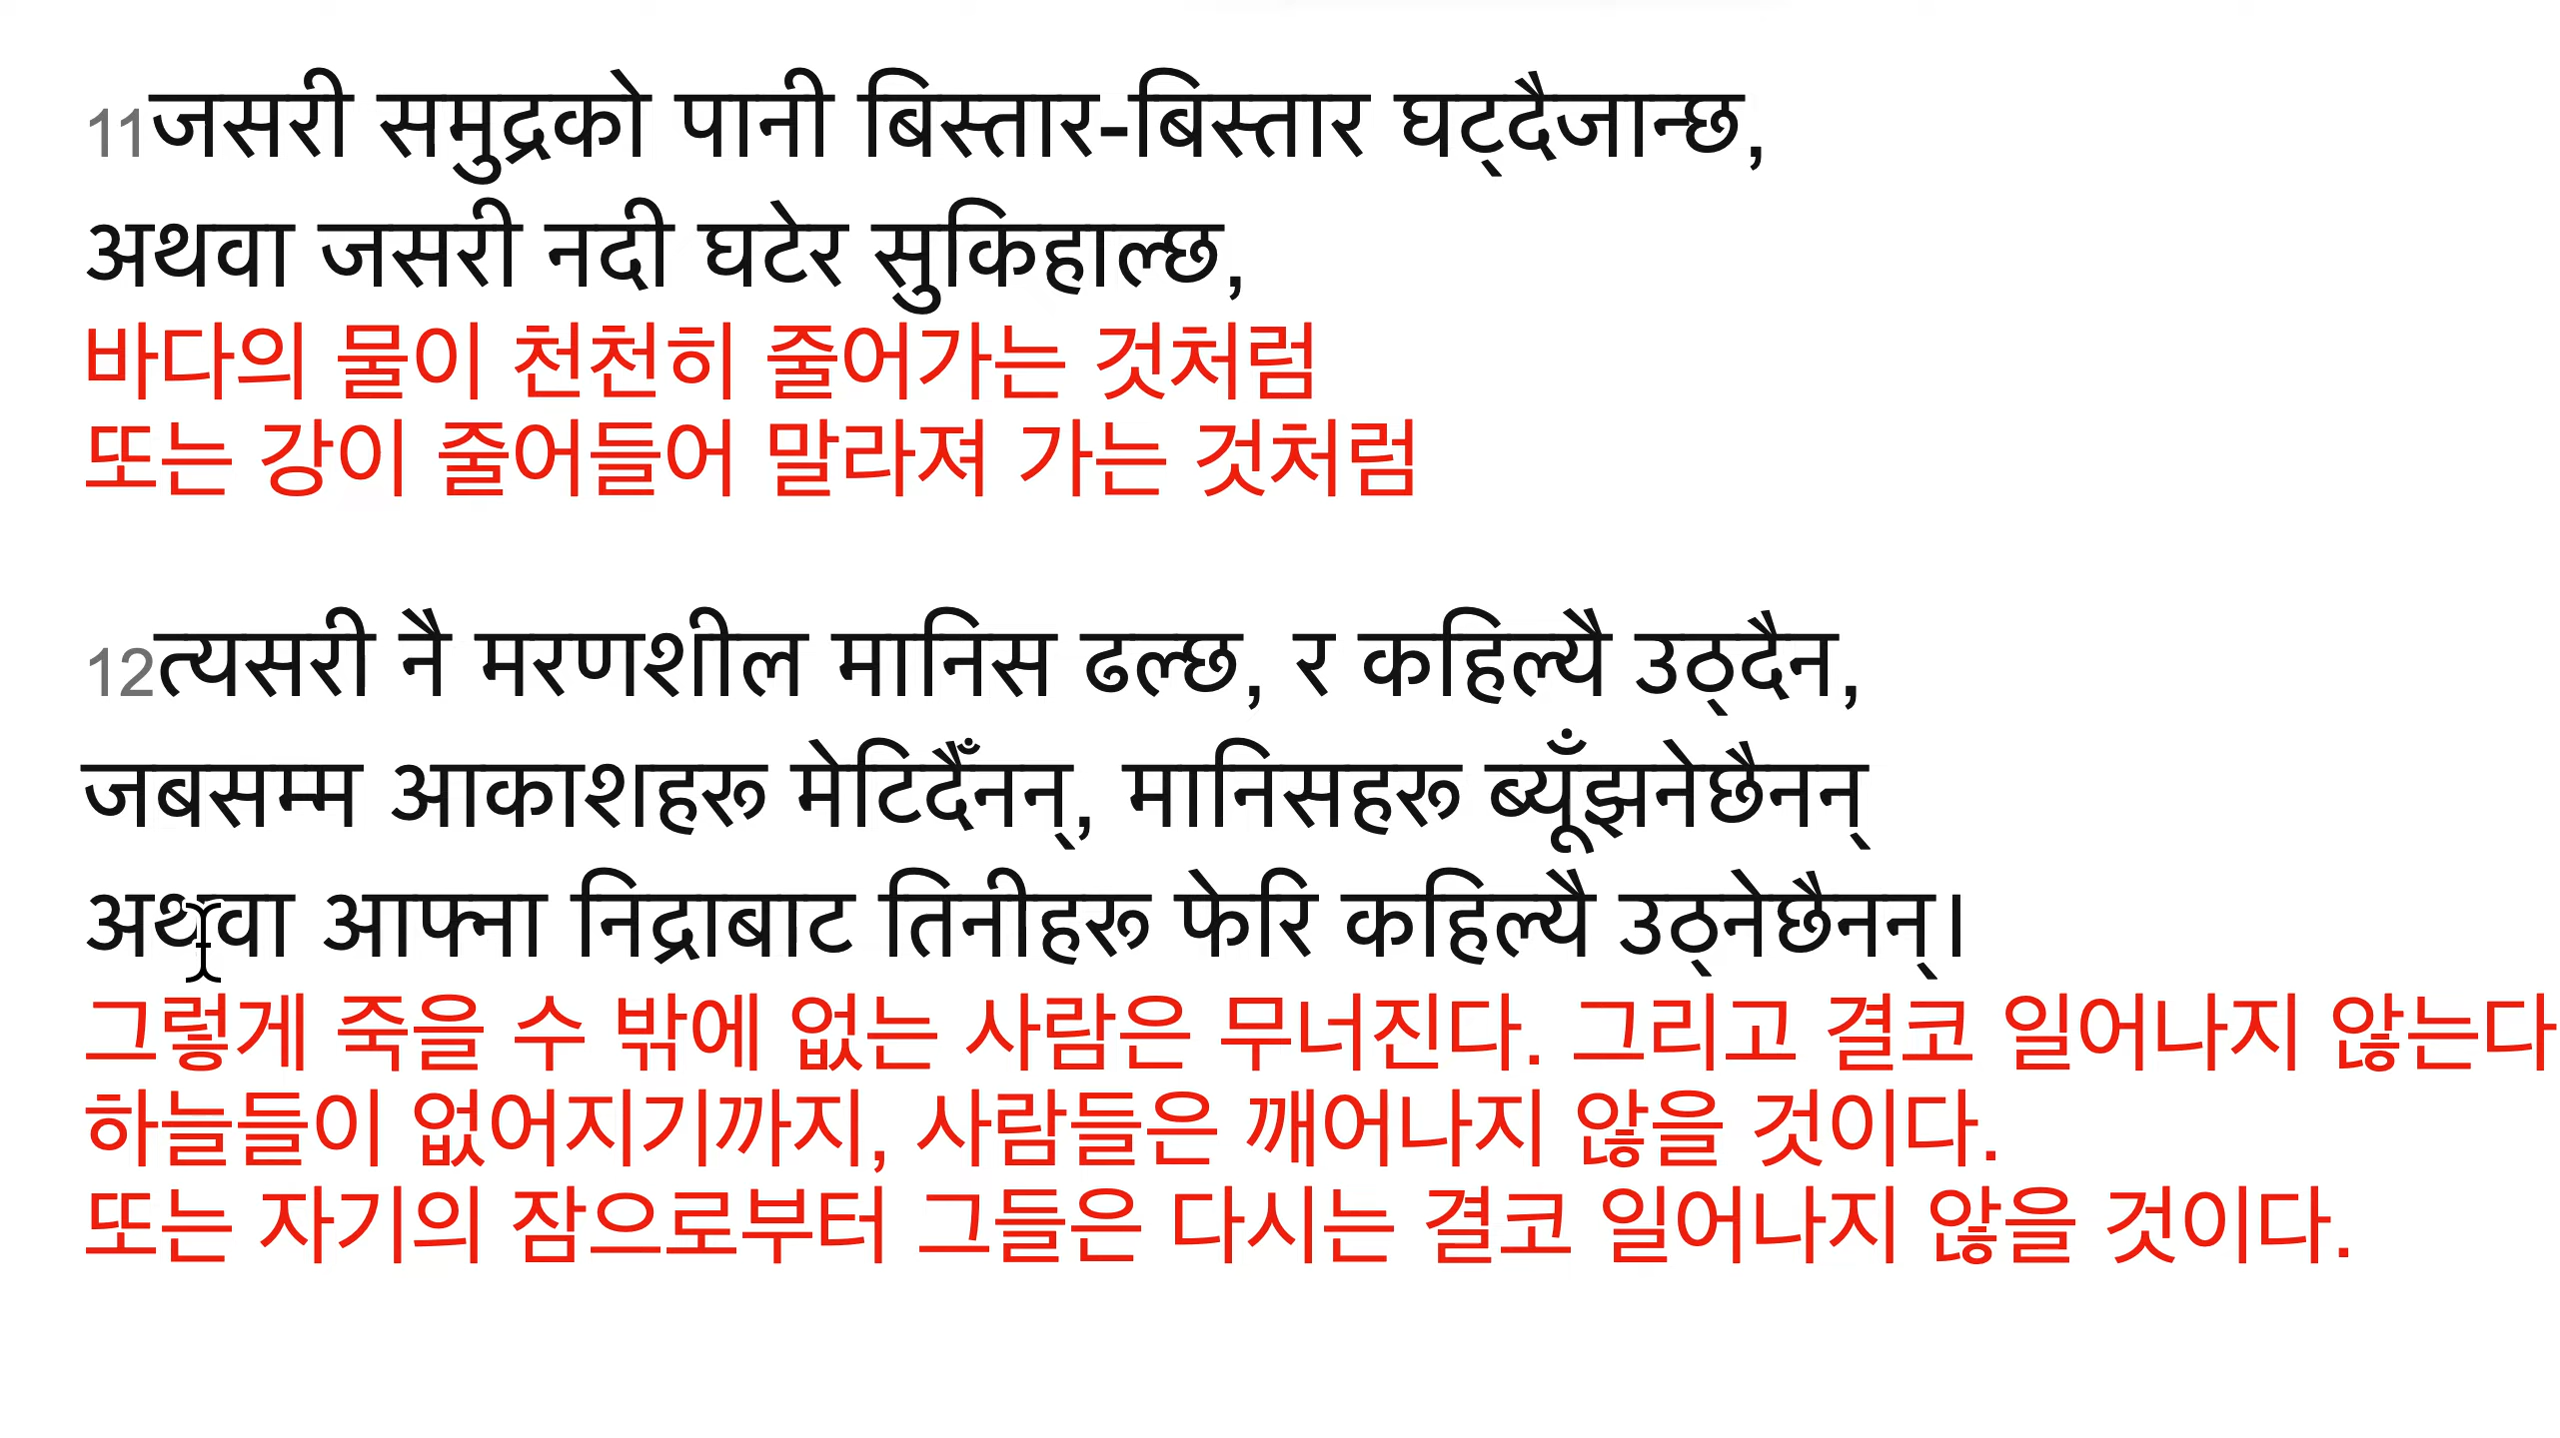 11जसरी समुद्रको पानी बिस्तार-बिस्तार घट्दैजान्छ,
अथवा जसरी नदी घटेर सुकिहाल्छ,
바다의 물이 천천히 줄어가는 것처럼
또는 강이 줄어들어 말라져 가는 것처럼
12त्यसरी नै मरणशील मानिस ढल्छ, र कहिल्यै उठ्दैन,
जबसम्म आकाशहरू मेटिदैँनन्, मानिसहरू ब्यूँझनेछैनन्
अथवा आफ्ना निद्राबाट तिनीहरू फेरि कहिल्यै उठ्नेछैनन्।
그렇게 죽을 수 밖에 없는 사람은 무너진다. 그리고 결코 일어나지 않는다
하늘들이 없어지기까지, 사람들은 깨어나지 않을 것이다.
또는 자기의 잠으로부터 그들은 다시는 결코 일어나지 않을 것이다.